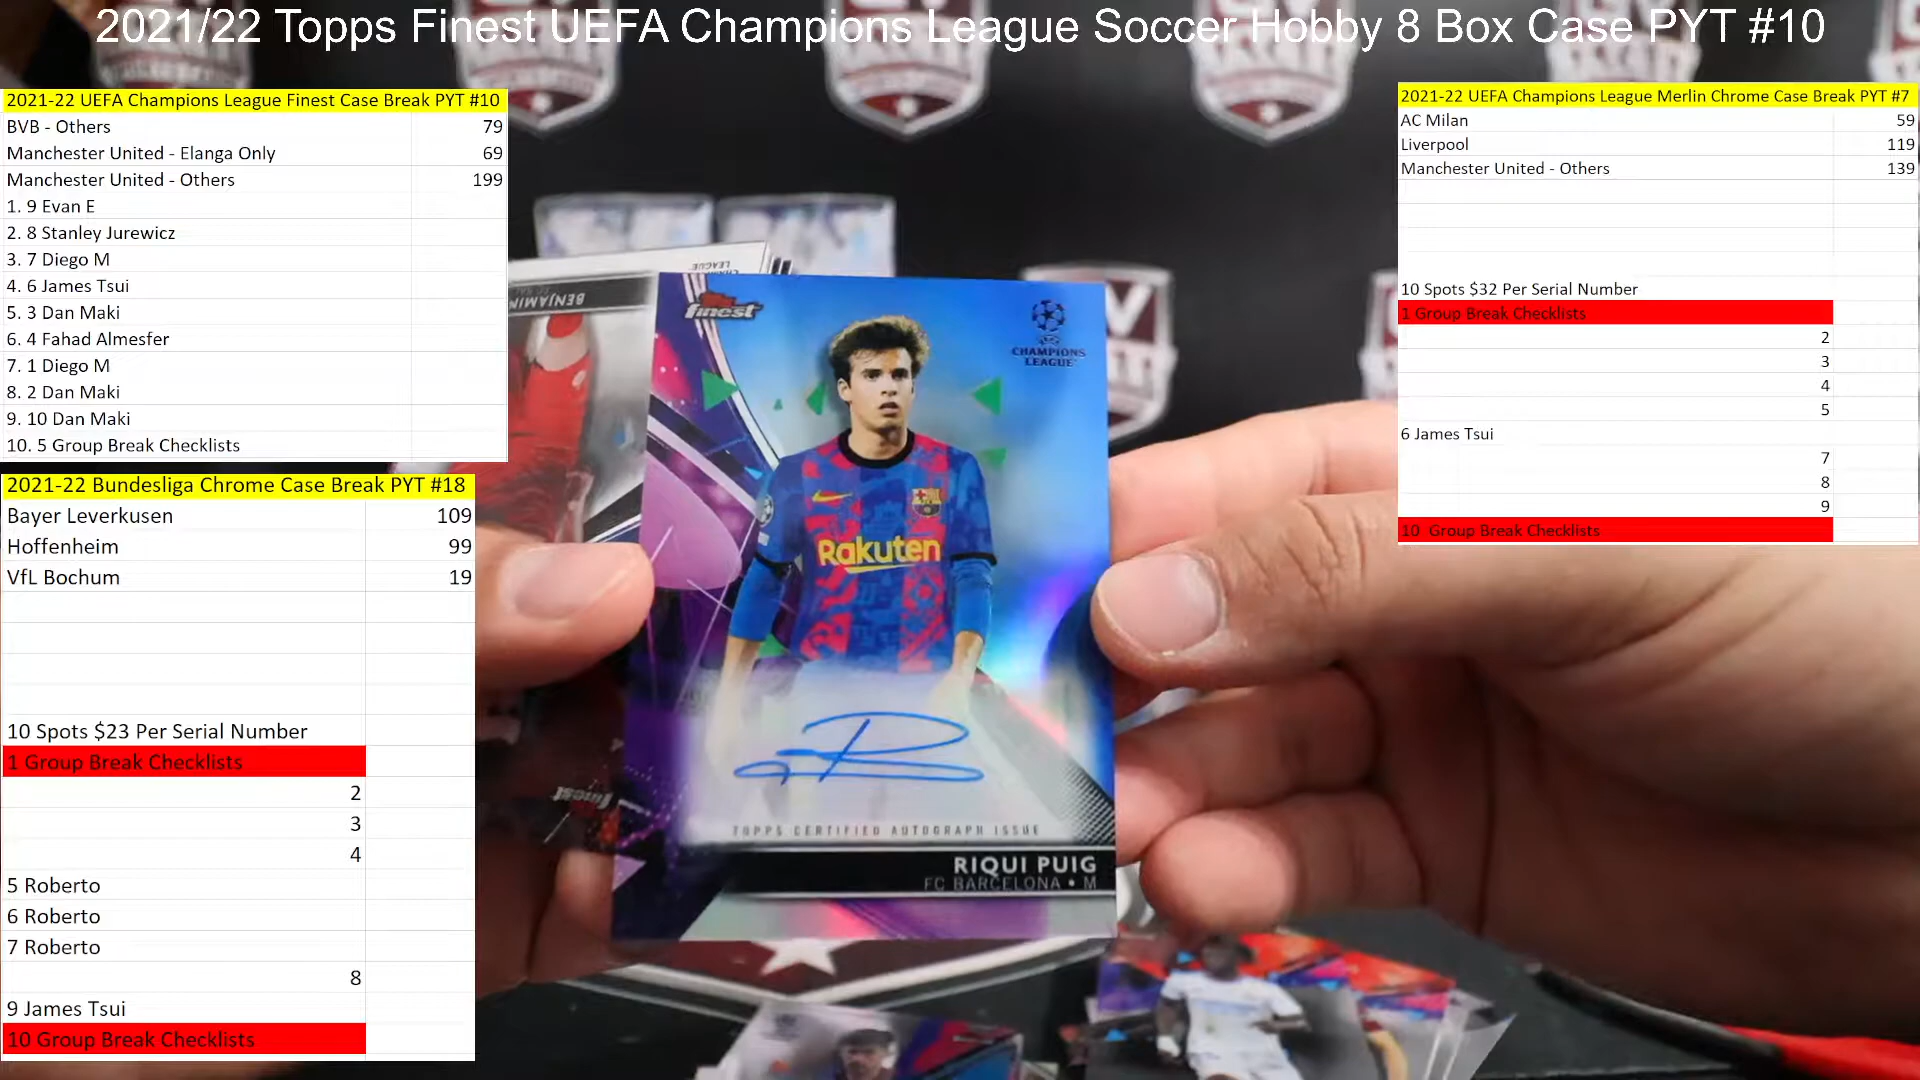 2021/22 Topps Finest UEFA Champions League Soccer Hobby 8 Box Case PYT #10
2021-22 UEFA Champions League Finest Case Break PYT #10
BVB - Others 79
Manchester United - Elanga Only 69
Manchester United - Others 199
1. 9 Evan E
2. 8 Stanley Jurewicz
3. 7 Diego M
4. 6 James Tsui
5. 3 Dan Maki
6. 4 Fahad Almesfer
7. 1 Diego M
8. 2 Dan Maki
9. 10 Dan Maki
10. 5 Group Break Checklists
2021-22 Bundesliga Chrome Case Break PYT #18
Bayer Leverkusen 109
Hoffenheim 99
VfL Bochum 19
10 Spots $23 Per Serial Number
1 Group Break Checklists
2
3
4
5 Roberto
6 Roberto
7 Roberto
8
9 James Tsui
10 Group Break Checklists
2021-22 UEFA Champions League Merlin Chrome Case Break PYT #7
AC Milan 59
Liverpool 119
Manchester United - Others 139
10 Spots $32 Per Serial Number
1 Group Break Checklists
2
3
4
5
6 James Tsui
7
8
9
10 Group Break Checklists
LEAGUE
BENJAMIN
Topps
finest
CHAMPIONS
LEAGUE
Rakuten
TOPPS CERTIFIED AUTOGRAPH ISSUE
RIQUI PUIG
FC BARCELONA • M
finest